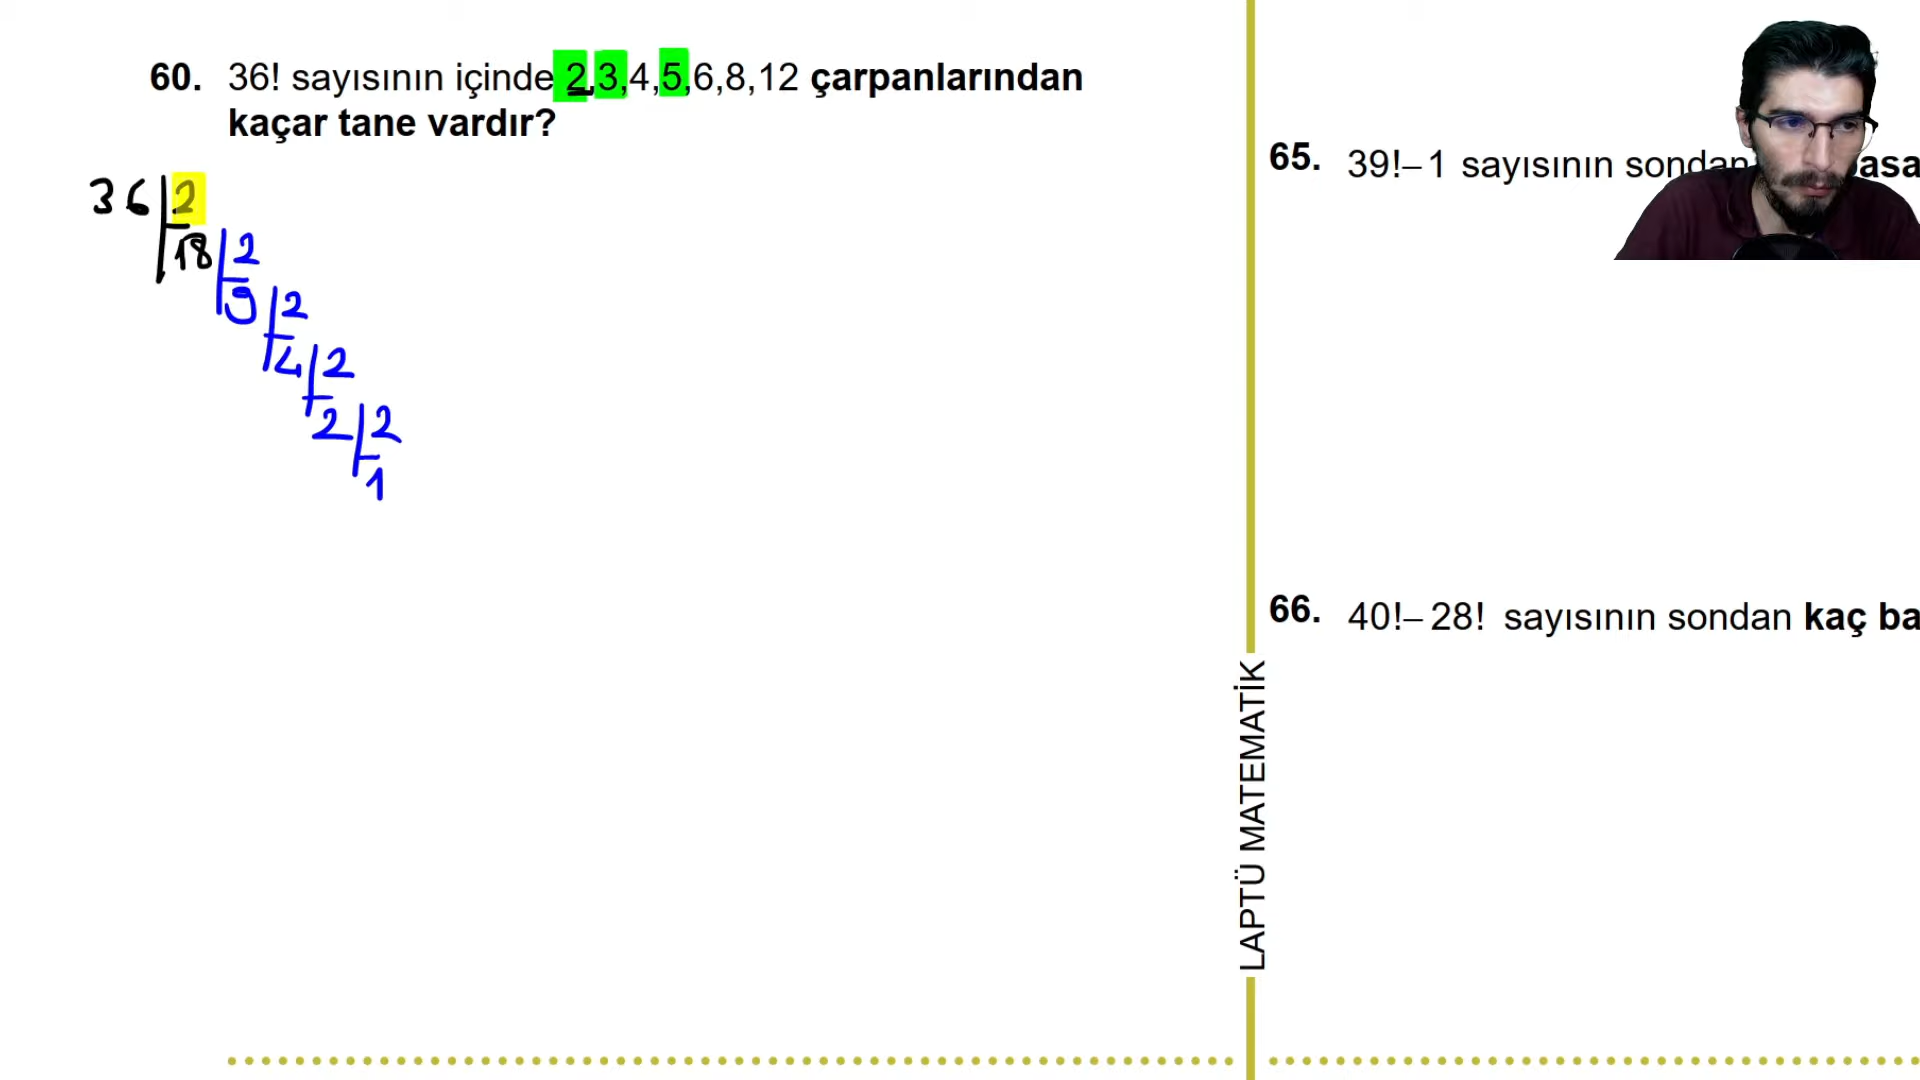 60. 36! sayısının içinde 2,3,4,5,6,8,12 çarpanlarından
kaçar tane vardır?
36 2
18 2
9 2
4 2
2 2
1
65. 39!–1 sayısının sondan
66. 40!–28! sayısının sondan kaç
LAPTÜ MATEMATİK